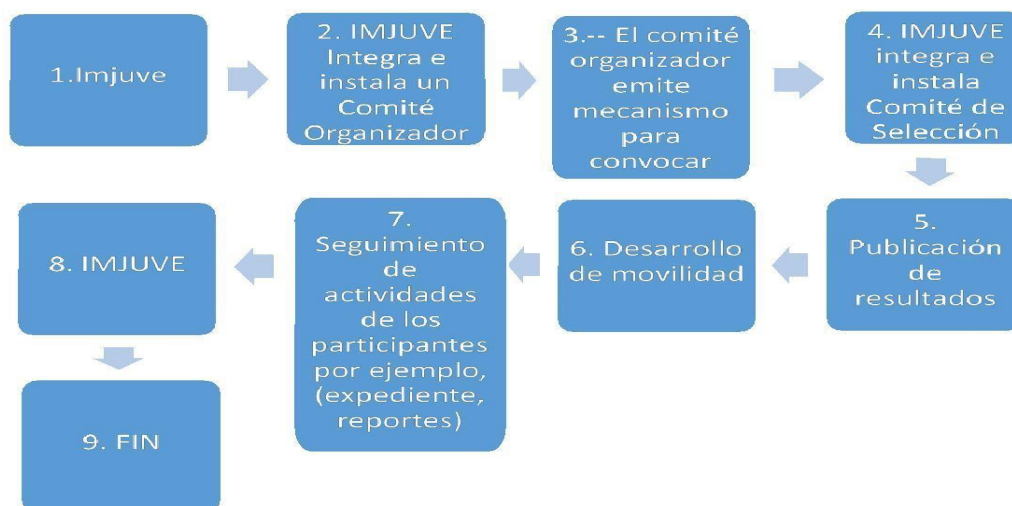 1.Imjuve
2. IMJUVE
Integra e
instala un
Comité
Organizador
3.-- El comité
organizador
emite
mecanismo
para
convocar
4. IMJUVE
integra e
instala
Comité de
Selección
5.
Publicación
de
resultados
6. Desarrollo
de movilidad
7.
Seguimiento
de
actividades
de los
participantes
por ejemplo,
(expediente,
reportes)
8. IMJUVE
9. FIN